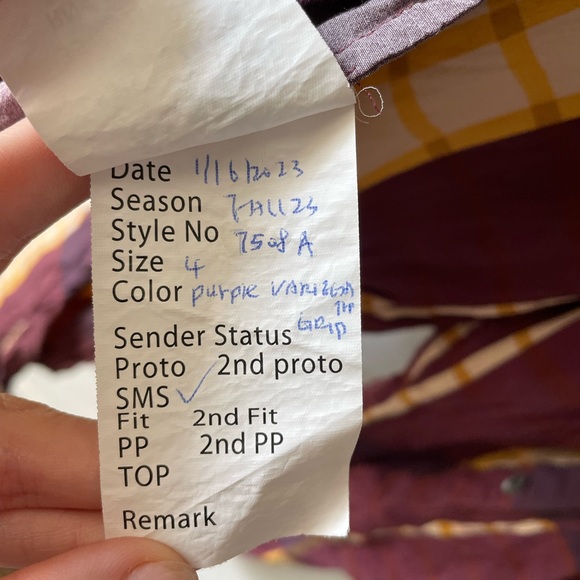 Date 1/16/2023
Season FALL23
Style No 7508A
Size 4
Color purple
Sender Status
Proto 2nd proto
SMS ✓
Fit 2nd Fit
PP 2nd PP
TOP
Remark